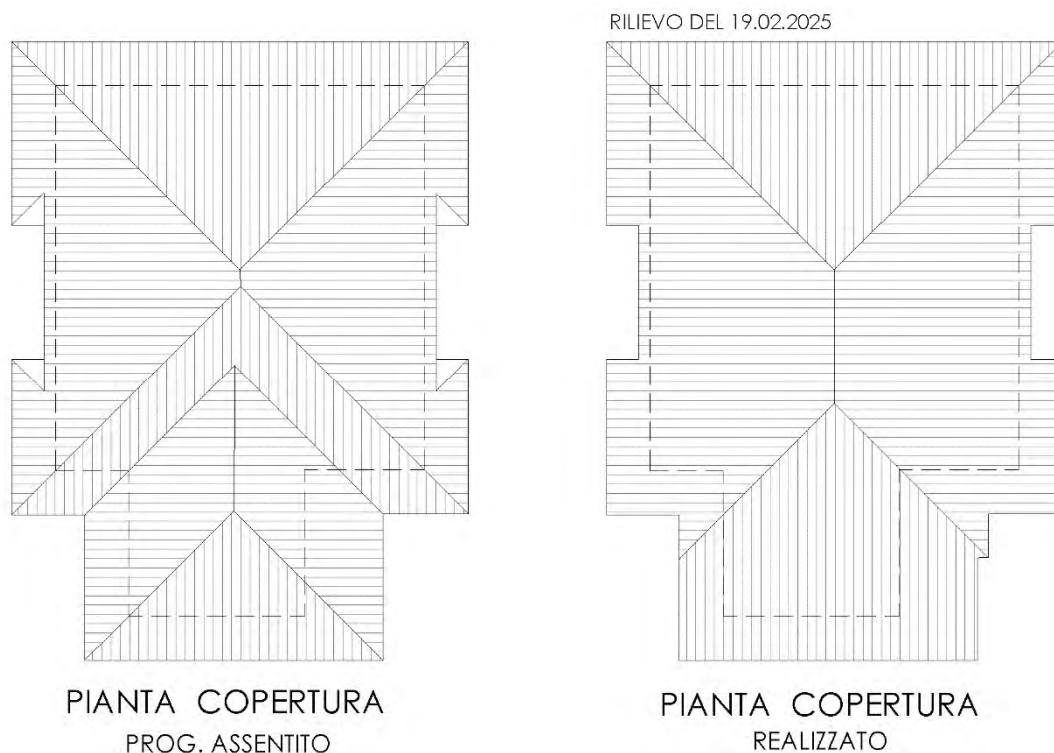 RILIEVO DEL 19.02.2025
PIANTA COPERTURA
PROG. ASSENTITO
PIANTA COPERTURA
REALIZZATO